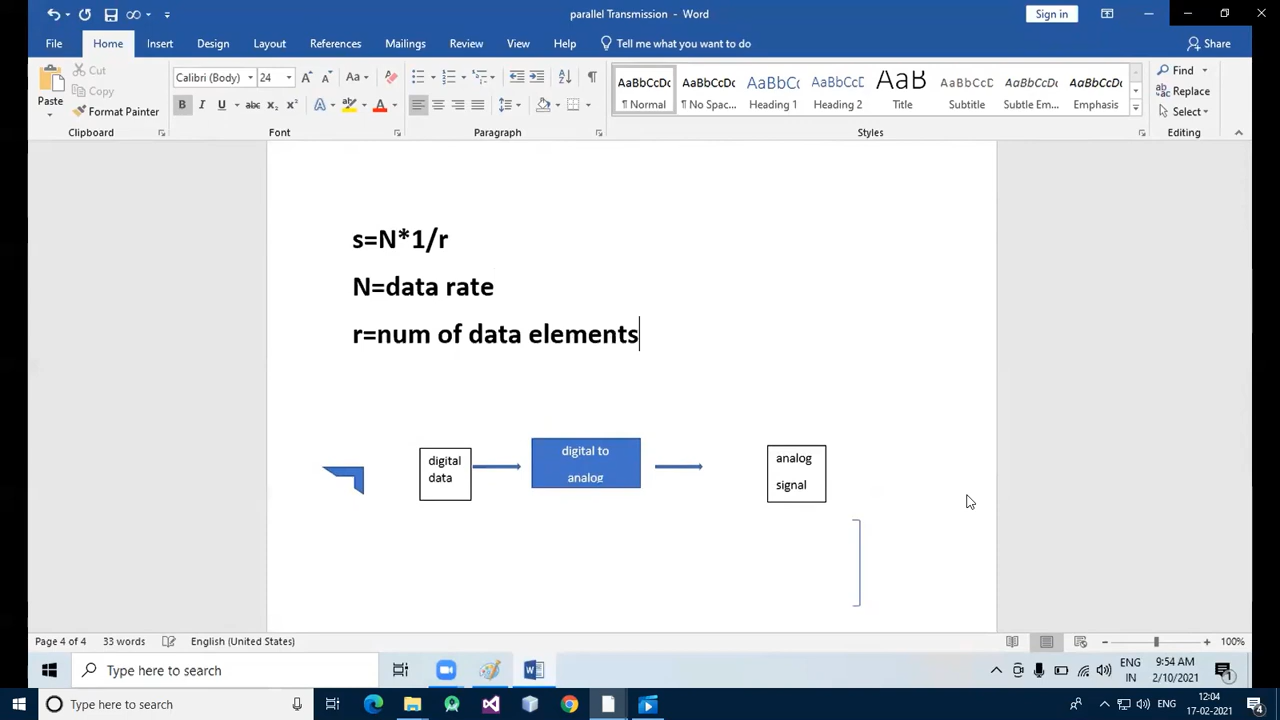 parallel Transmission - Word
Sign in
File Home Insert Design Layout References Mailings Review View Help Tell me what you want to do Share
Paste
Cut
Copy
Format Painter
Clipboard
Calibri (Body) 24
Font
Paragraph
AaBbCcDc AaBbCcDc AaBbCc AaBbCcC AaB AaBbCcD AaBbCcDc AaBbCcDc
¶ Normal ¶ No Spac... Heading 1 Heading 2 Title Subtitle Subtle Em... Emphasis
Styles
Find
Replace
Select
Editing
s=N*1/r
N=data rate
r=num of data elements
digital
data
digital to
analog
analog
signal
Page 4 of 4 33 words English (United States) 100%
Type here to search
ENG
IN
9:54 AM
2/10/2021
1
Type here to search
ENG
12:04
17-02-2021
4